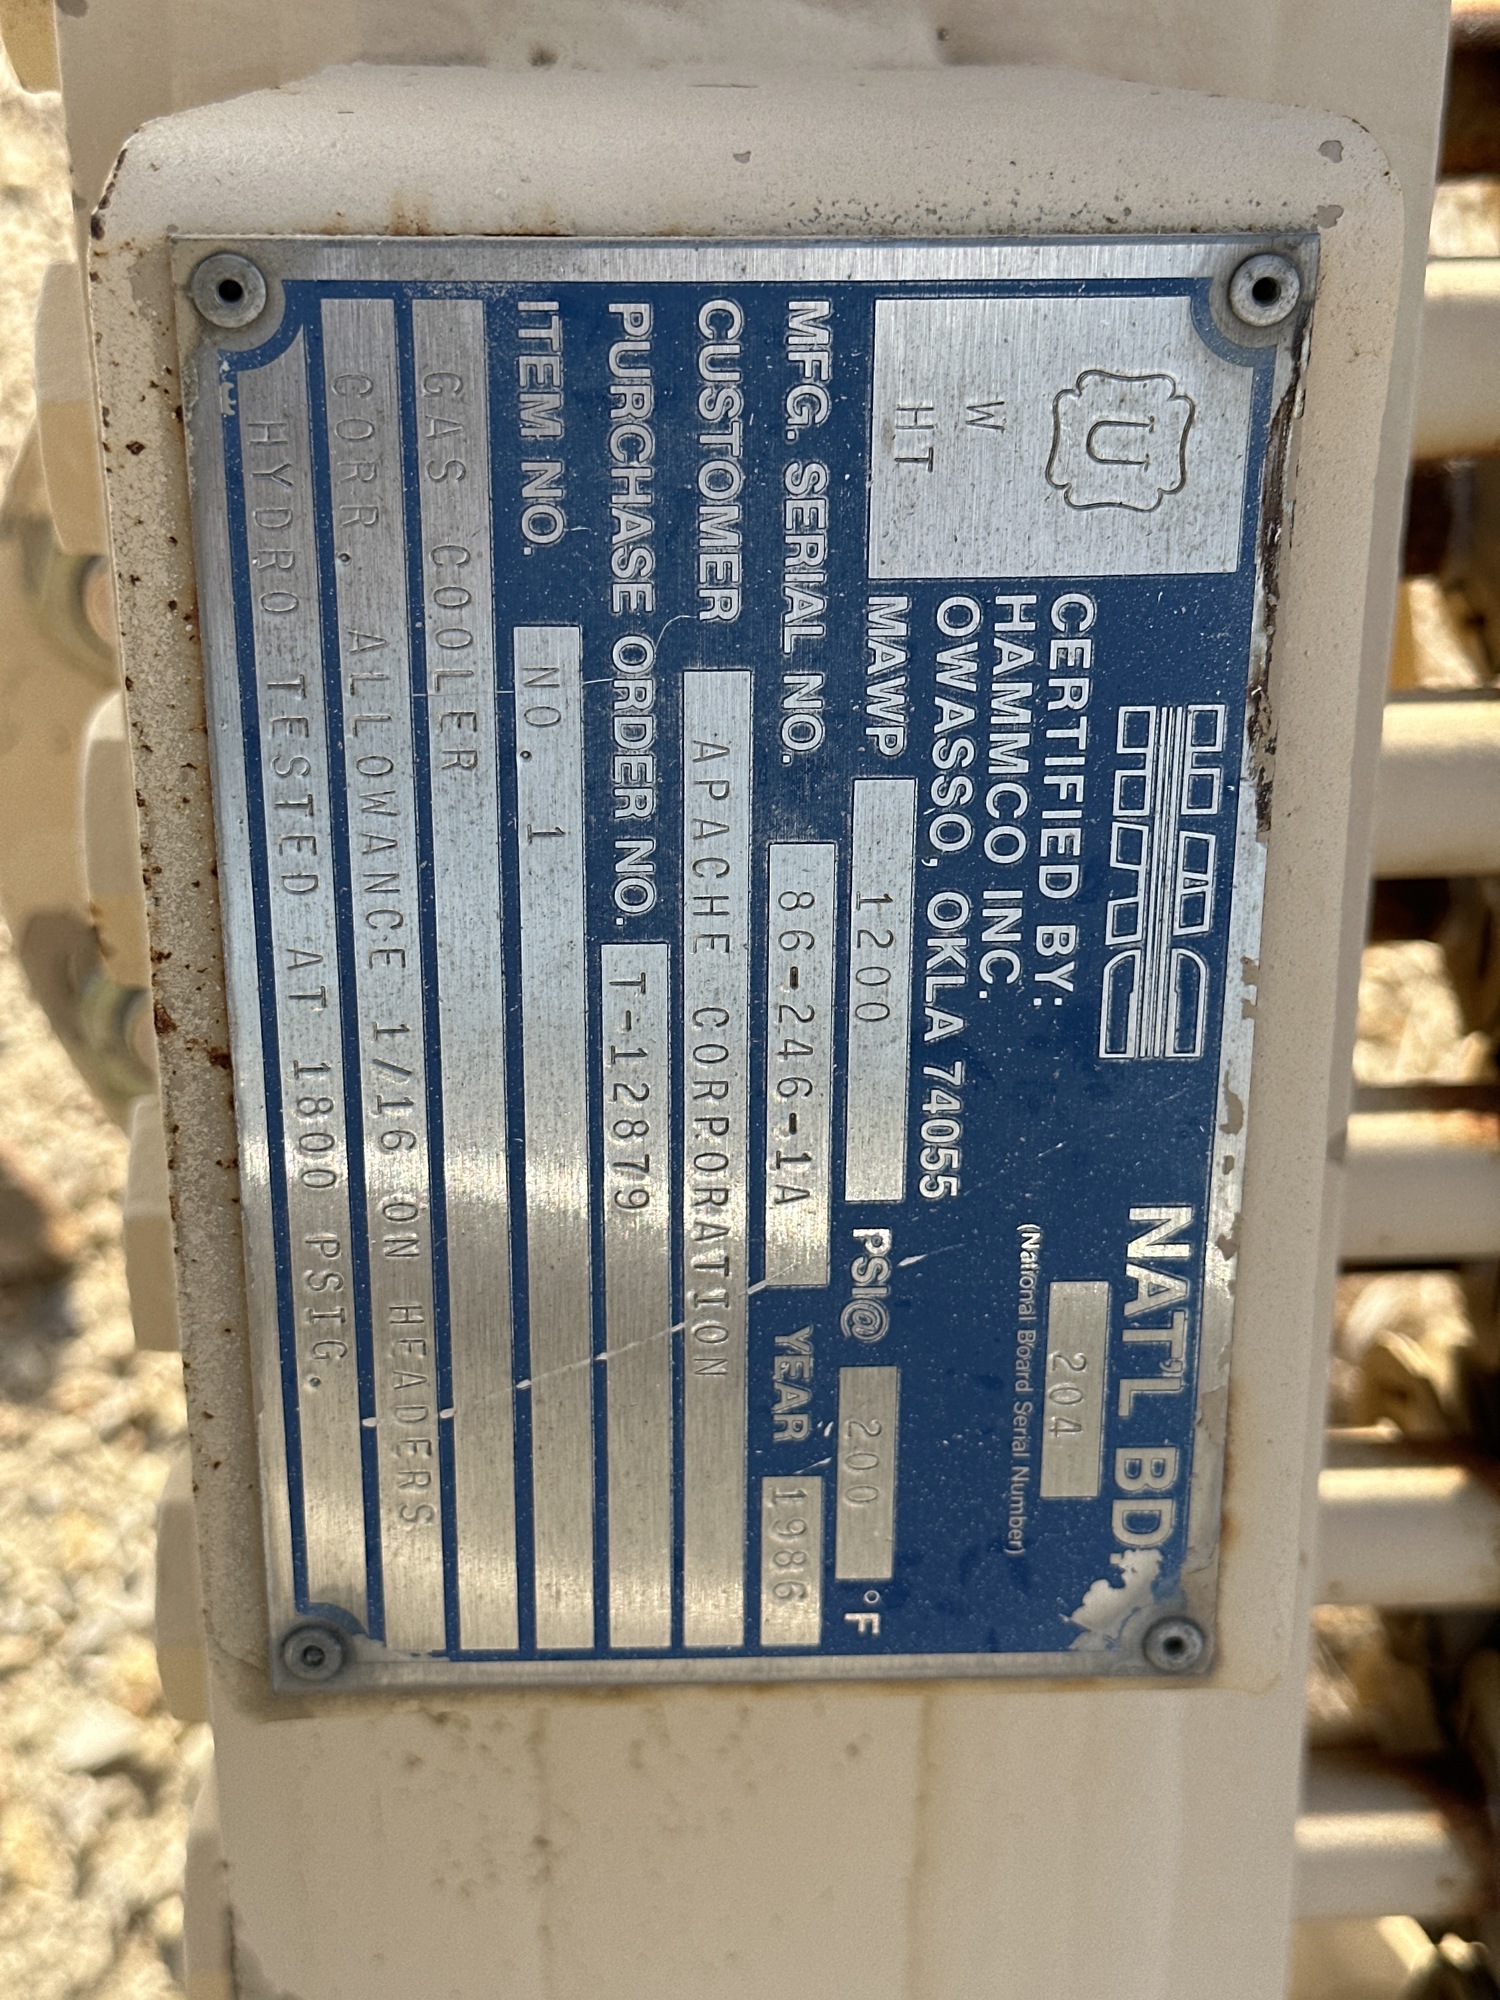 U
W
HT
HAC
NAT'L BD.
204
(National Board Serial Number)
CERTIFIED BY:
HAMMCO INC.
OWASSO, OKLA 74055
MAWP 1200 PSI@ 200 °F
MFG. SERIAL NO. 86-246-1A YEAR 1986
CUSTOMER APACHE CORPORATION
PURCHASE ORDER NO. T-12879
ITEM NO. NO. 1
GAS COOLER
CORR. ALLOWANCE 1/16 ON HEADERS
HYDRO TESTED AT 1800 PSIG.